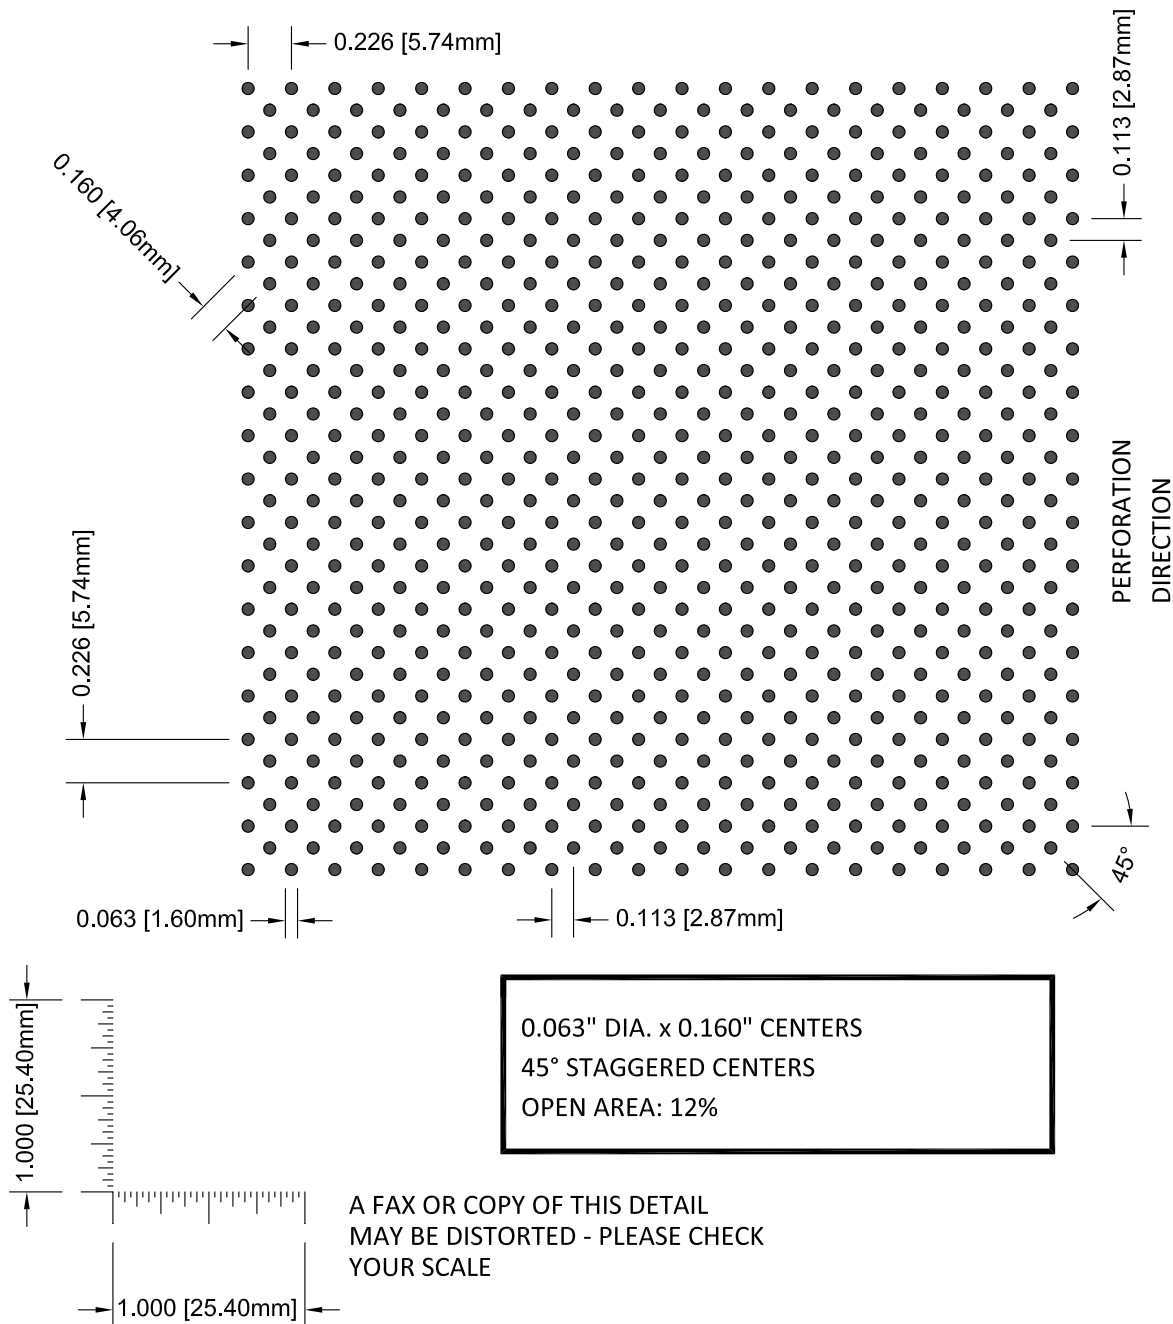 0.226 [5.74mm]
0.113 [2.87mm]
0.160 [4.06mm]
PERFORATION
DIRECTION
0.226 [5.74mm]
45°
0.063 [1.60mm]
0.113 [2.87mm]
1.000 [25.40mm]
0.063" DIA. x 0.160" CENTERS
45° STAGGERED CENTERS
OPEN AREA: 12%
A FAX OR COPY OF THIS DETAIL
MAY BE DISTORTED - PLEASE CHECK
YOUR SCALE
1.000 [25.40mm]